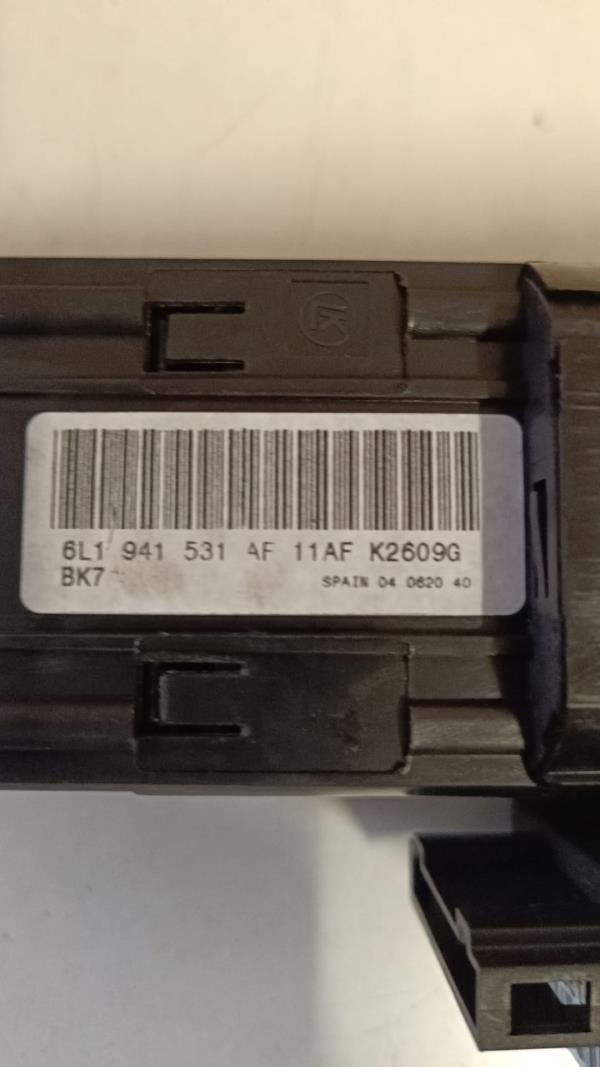 6L1 941 531 AF 11AF K2609G
BK7 SPAIN 04 0620 40